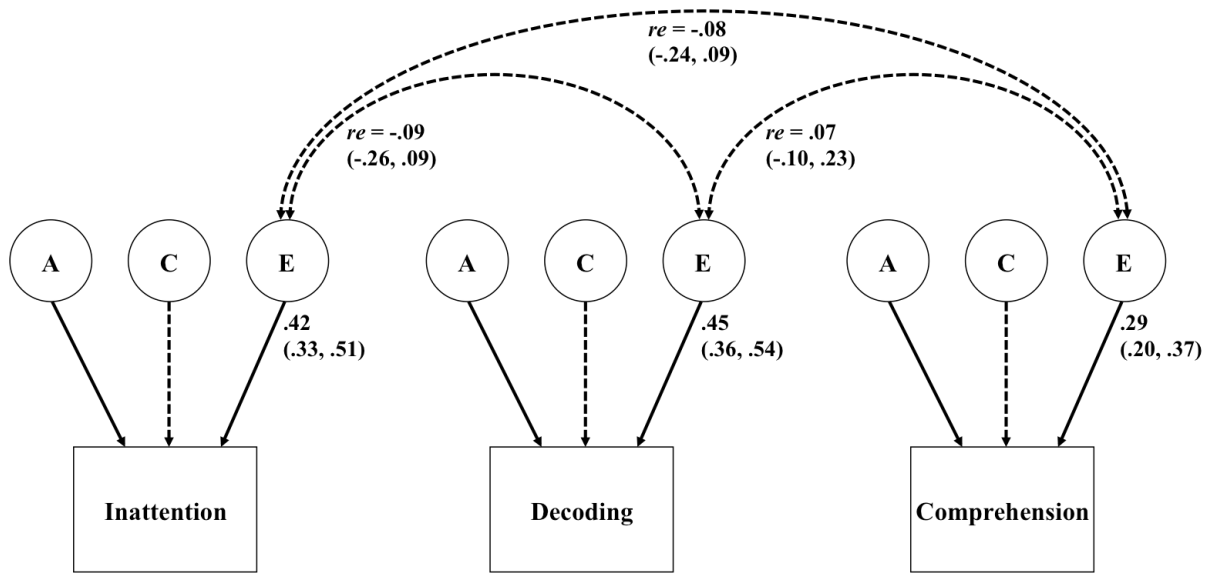 re = -.08
(-.24, .09)
re = -.09
(-.26, .09)
re = .07
(-.10, .23)
A
C
E
A
C
E
A
C
E
.42
(.33, .51)
.45
(.36, .54)
.29
(.20, .37)
Inattention
Decoding
Comprehension